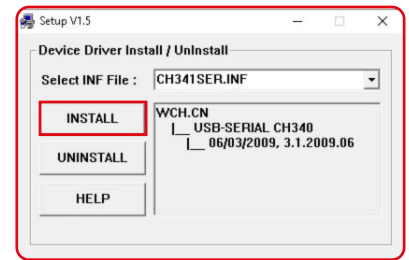 Setup V1.5
Device Driver Install / UnInstall
Select INF File : CH341SER.INF
INSTALL
UNINSTALL
HELP
WCH.CN
|__ USB-SERIAL CH340
|__ 06/03/2009, 3.1.2009.06